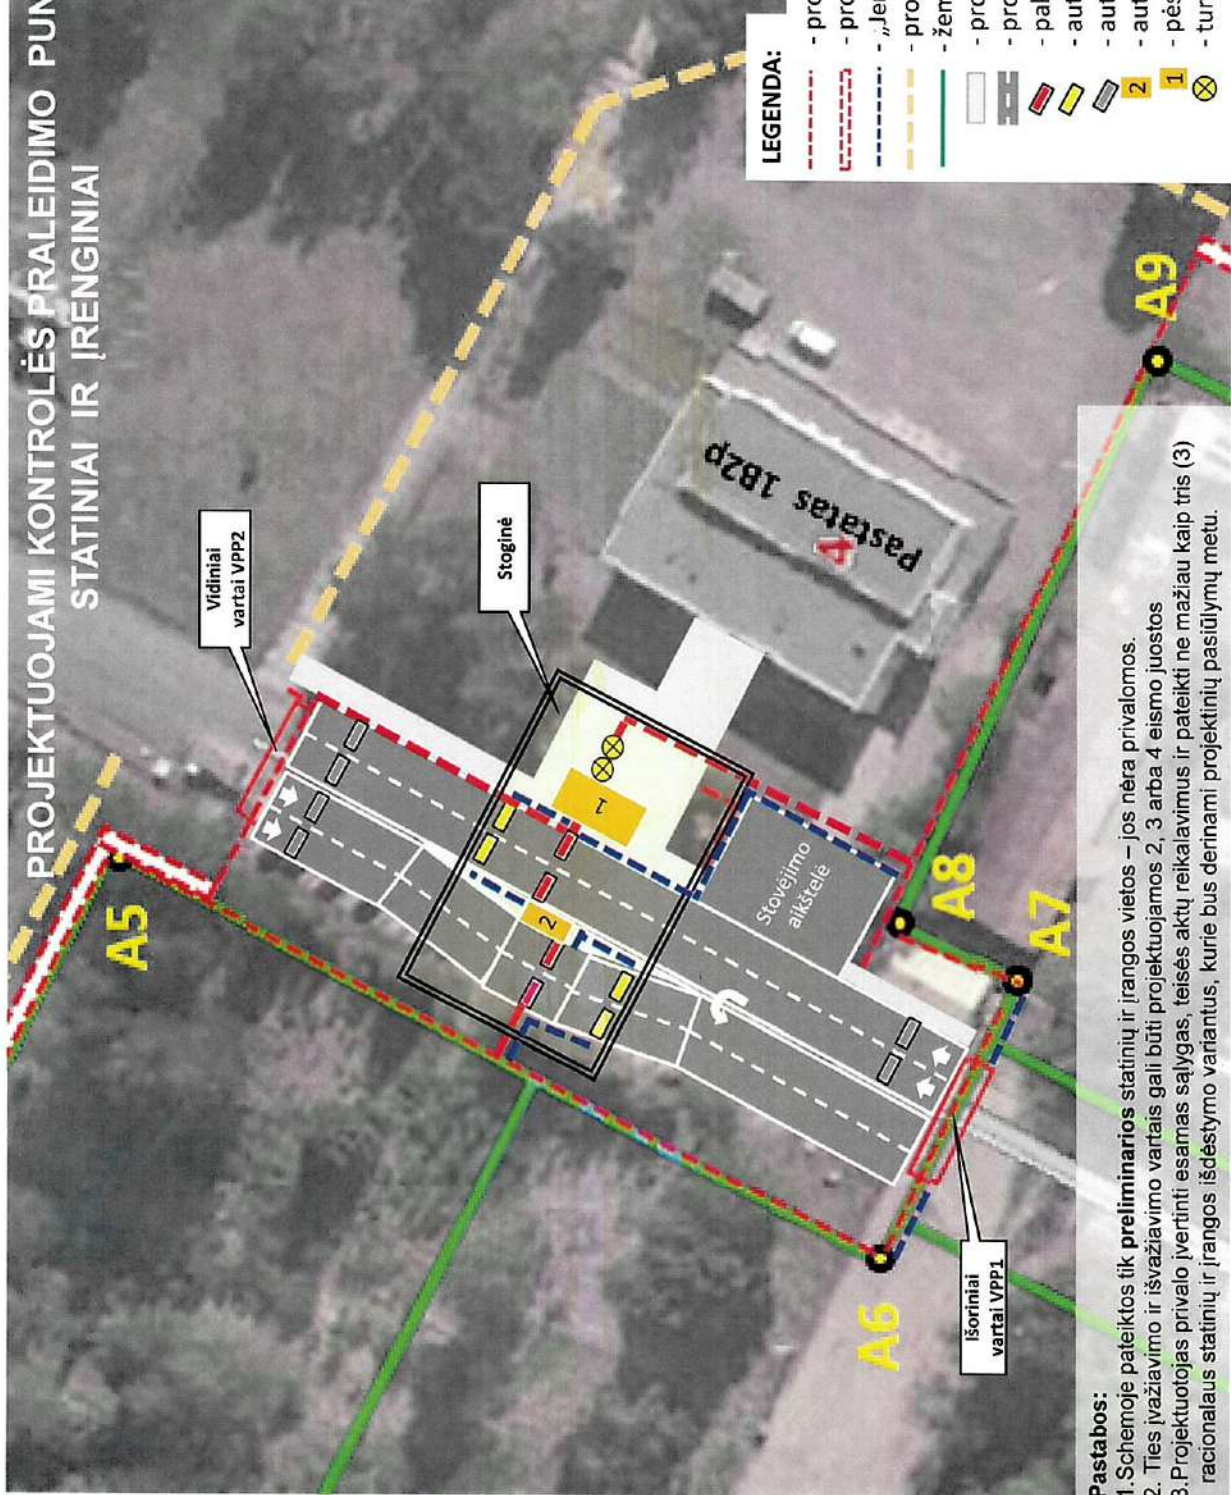 PROJEKTUOJAMI KONTROLĖS PRALEIDIMO PUN
STATINIAI IR ĮRENGINIAI
Vidiniai
vartai VPP2
Stoginė
A5
1
2
Pastatas 1B2p
4
Stovėjimo
aikštelė
A8
A7
A9
A6
Išoriniai
vartai VPP1
LEGENDA:
- pro
- pro
- pro
- žem
- pro
- pro
- pal
- aut
- aut
2 - aut
1 - pės
- tur
Pastabos:
1.Schemoje pateiktos tik preliminarios statinių ir įrangos vietos – jos nėra privalomos.
2. Ties įvažiavimo ir išvažiavimo vartais gali būti projektuojamos 2, 3 arba 4 eismo juostos
3.Projektuotojas privalo įvertinti esamas sąlygas, teisės aktų reikalavimus ir pateikti ne mažiau kaip tris (3)
racionalaus statinių ir įrangos išdėstymo variantus, kurie bus derinami projektinių pasiūlymų metu.